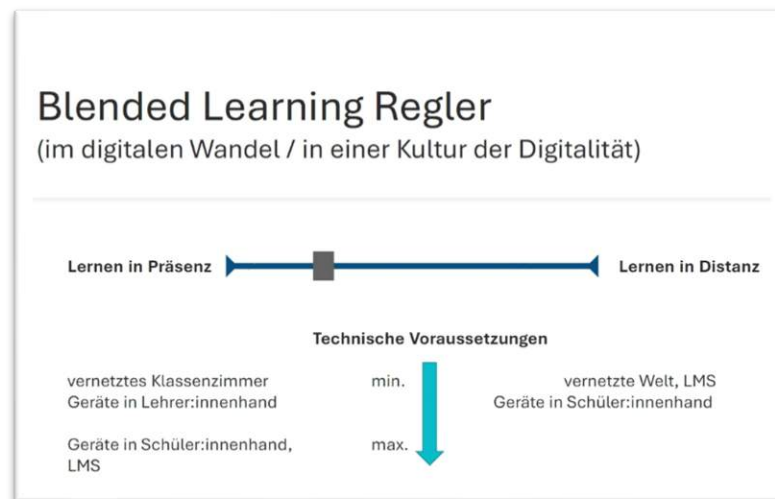 Blended Learning Regler
(im digitalen Wandel / in einer Kultur der Digitalität)
Lernen in Präsenz
Lernen in Distanz
Technische Voraussetzungen
vernetztes Klassenzimmer
Geräte in Lehrer:innenhand
min.
vernetzte Welt, LMS
Geräte in Schüler:innenhand
Geräte in Schüler:innenhand,
LMS
max.